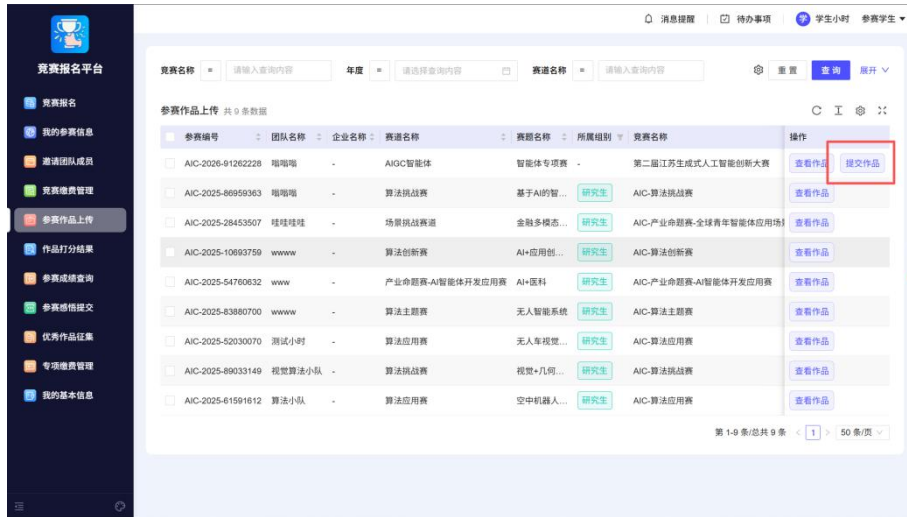 消息提醒 待办事项 学 学生小时 参赛学生
竞赛报名平台
竞赛报名
我的参赛信息
邀请团队成员
竞赛缴费管理
参赛作品上传
作品打分结果
参赛成绩查询
参赛感悟提交
优秀作品征集
专项缴费管理
我的基本信息
竞赛名称 = 请输入查询内容 年度 = 请选择查询内容 赛道名称 = 请输入查询内容 重置 查询 展开
参赛作品上传 共 9 条数据
参赛编号 团队名称 企业名称 赛道名称 赛题名称 所属组别 竞赛名称 操作
AIC-2026-91262228 嗡嗡嗡 - AIGC智能体 智能体专项赛 - 第二届江苏生成式人工智能创新大赛 查看作品 提交作品
AIC-2025-86959363 嗡嗡嗡 - 算法挑战赛 基于AI的智... 研究生 AIC-算法挑战赛 查看作品
AIC-2025-28453507 哇哇哇哇 - 场景挑战赛道 金融多模态... 研究生 AIC-产业命题赛-全球青年智能体应用场 查看作品
AIC-2025-10693759 wwww - 算法创新赛 AI+应用创... 研究生 AIC-算法创新赛 查看作品
AIC-2025-54760632 www - 产业命题赛-AI智能体开发应用赛 AI+医科 研究生 AIC-产业命题赛-AI智能体开发应用赛 查看作品
AIC-2025-83880700 wwww - 算法主题赛 无人智能系统 研究生 AIC-算法主题赛 查看作品
AIC-2025-52030070 测试小时 - 算法应用赛 无人车视觉... 研究生 AIC-算法应用赛 查看作品
AIC-2025-89033149 视觉算法小队 - 算法挑战赛 视觉+几何... 研究生 AIC-算法挑战赛 查看作品
AIC-2025-61591612 算法小队 - 算法应用赛 空中机器人... 研究生 AIC-算法应用赛 查看作品
第 1-9 条/总共 9 条 < 1 > 50 条/页